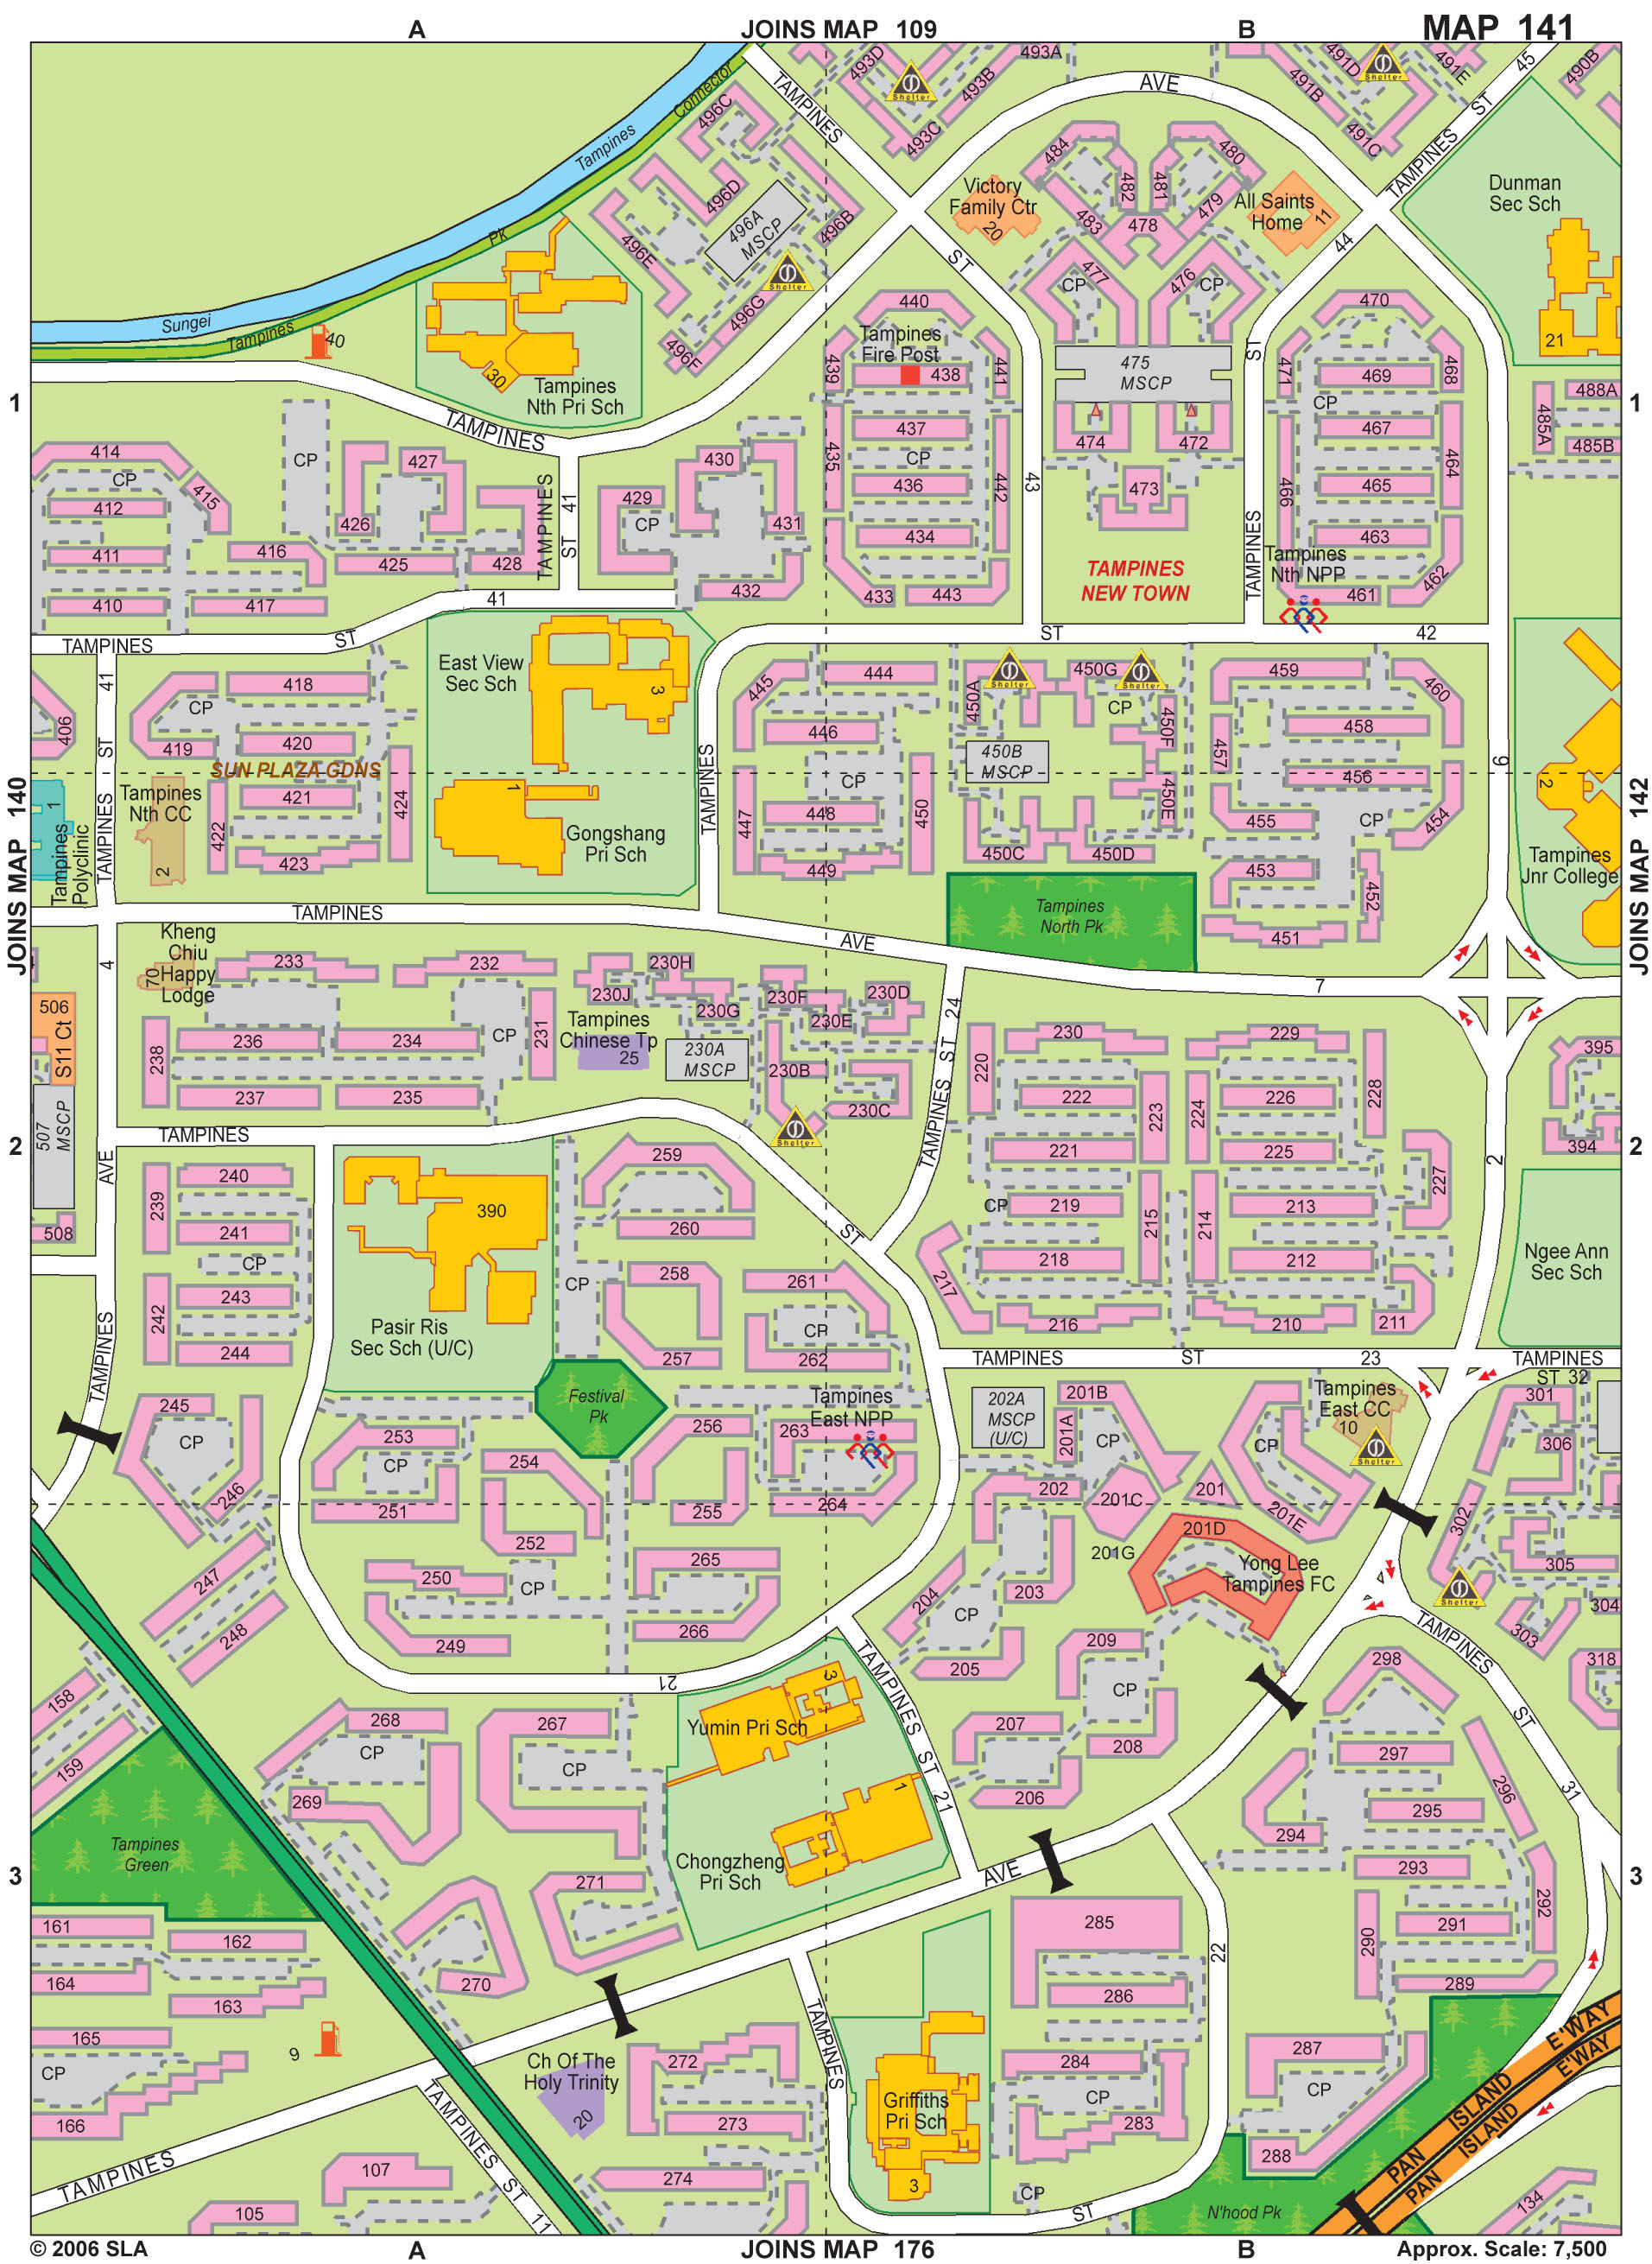 A
JOINS MAP 109
B
MAP 141
493A
493D
493B
493C
491D
491E
491B
491C
490B
45
Shelter
Shelter
TAMPINES
AVE
TAMPINES ST
Connector
Tampines
Pk
Sungei
Tampines
496C
496D
496A
MSCP
496B
496E
496G
496F
Shelter
484
480
482
481
483
479
478
477
476
Victory
Family Ctr
20
All Saints
Home
11
44
Dunman
Sec Sch
21
ST
CP
CP
40
30
Tampines
Nth Pri Sch
440
Tampines
Fire Post
438
439
441
475
MSCP
470
471
469
468
CP
488A
485A
485B
1
1
TAMPINES
437
435
CP
436
442
434
433
443
43
474
472
473
ST
467
465
464
466
463
462
461
Tampines
Nth NPP
TAMPINES
TAMPINES
NEW TOWN
414
CP
412
415
411
410
416
417
CP
427
426
425
428
TAMPINES
ST 41
429
CP
430
431
432
41
TAMPINES
ST
ST
42
41
406
418
CP
419
420
SUN PLAZA GDNS
421
422
423
424
East View
Sec Sch
3
1
Gongshang
Pri Sch
TAMPINES
444
445
446
CP
447
448
449
450
450A
450G
Shelter
Shelter
CP
450F
450B
MSCP
450E
450C
450D
459
460
458
457
456
455
CP
454
453
452
451
9
2
Tampines
Jnr College
JOINS MAP 140
JOINS MAP 142
1
Tampines
Polyclinic
TAMPINES ST
Tampines
Nth CC
2
Tampines
North Pk
TAMPINES
AVE
7
4
Kheng
Chiu
Happy
Lodge
70
233
232
230H
230J
230G
230F
230E
230D
24
506
S11 Ct
507
MSCP
508
238
236
234
CP
231
237
235
Tampines
Chinese Tp
25
230A
MSCP
230B
230C
Shelter
TAMPINES ST
220
230
229
228
222
223
224
226
221
225
227
219
CP
215
214
213
218
212
217
216
210
211
395
394
2
2
2
Ngee Ann
Sec Sch
TAMPINES
AVE
239
240
241
CP
242
243
244
390
Pasir Ris
Sec Sch (U/C)
259
260
CP
258
257
261
CP
262
ST
TAMPINES
ST
23
TAMPINES
ST 32
TAMPINES
245
CP
246
253
CP
251
254
252
Festival
Pk
256
255
Tampines
East NPP
263
264
202A
MSCP
(U/C)
201B
201A
CP
201C
201
CP
201E
Tampines
East CC
10
Shelter
301
306
302
305
304
303
Shelter
202
203
204
CP
205
201G
201D
Yong Lee
Tampines FC
247
248
250
CP
249
265
266
21
TAMPINES ST 21
209
CP
208
207
206
298
297
296
295
294
293
292
291
290
289
318
TAMPINES
ST
31
158
159
Tampines
Green
268
CP
269
267
CP
271
270
3
Yumin Pri Sch
1
Chongzheng
Pri Sch
3
3
AVE
161
162
164
163
165
CP
166
9
285
286
284
CP
283
22
287
CP
288
PAN ISLAND E'WAY
PAN ISLAND E'WAY
TAMPINES
Ch Of The
Holy Trinity
20
272
273
274
Griffiths
Pri Sch
3
CP
ST
N'hood Pk
134
TAMPINES
107
105
TAMPINES ST 11
© 2006 SLA
A
JOINS MAP 176
B
Approx. Scale: 7,500